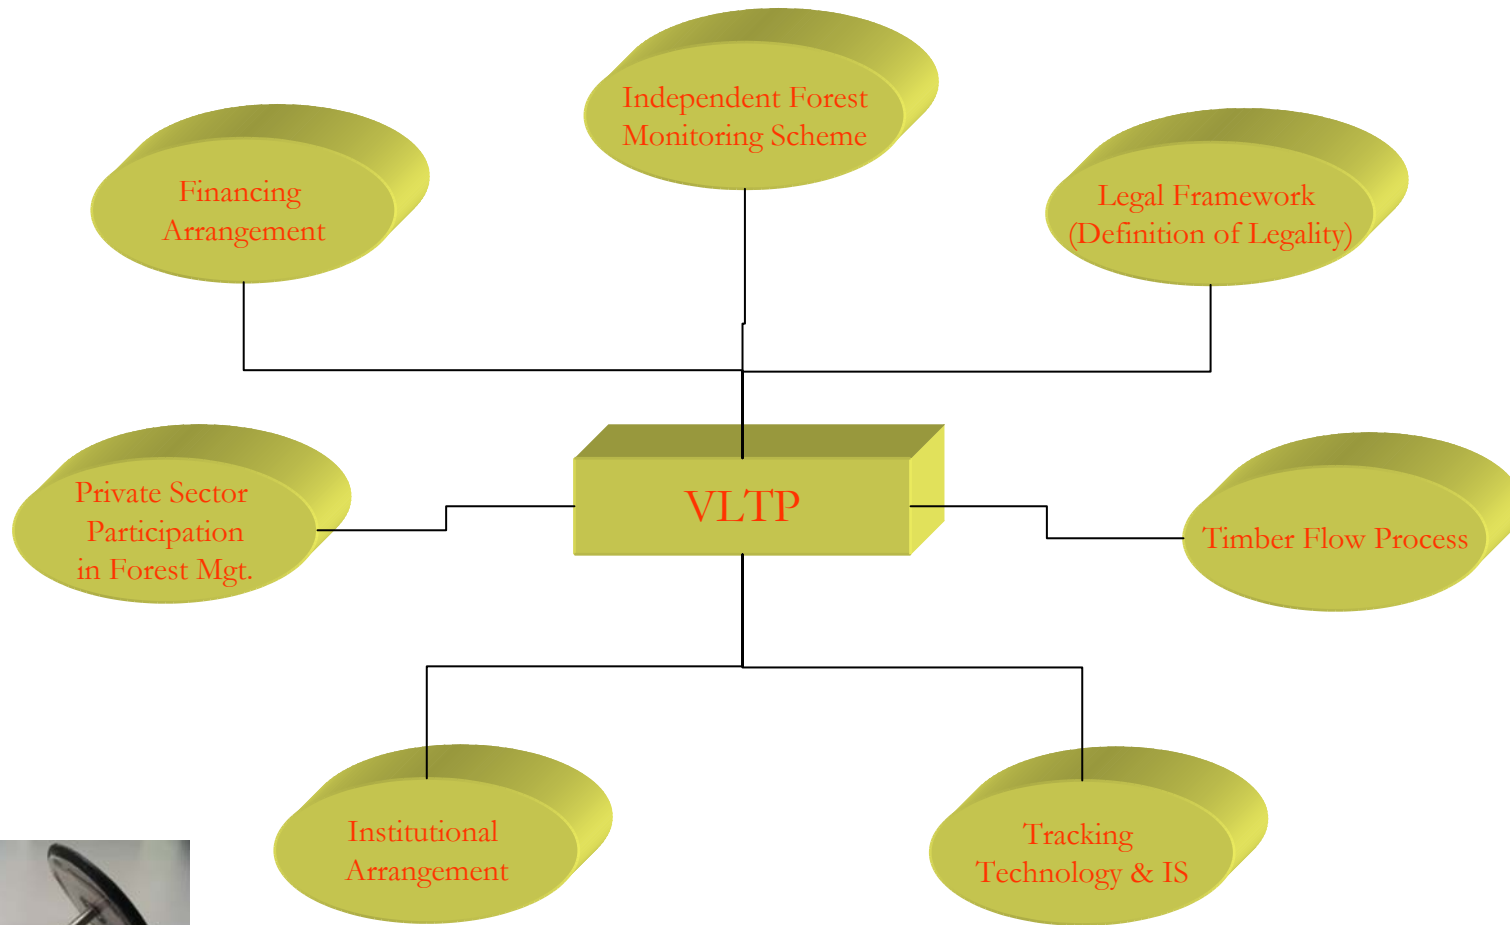 Independent Forest
Monitoring Scheme
Financing
Arrangement
Legal Framework
(Definition of Legality)
Private Sector
Participation
in Forest Mgt.
VLTP
Timber Flow Process
Institutional
Arrangement
Tracking
Technology & IS